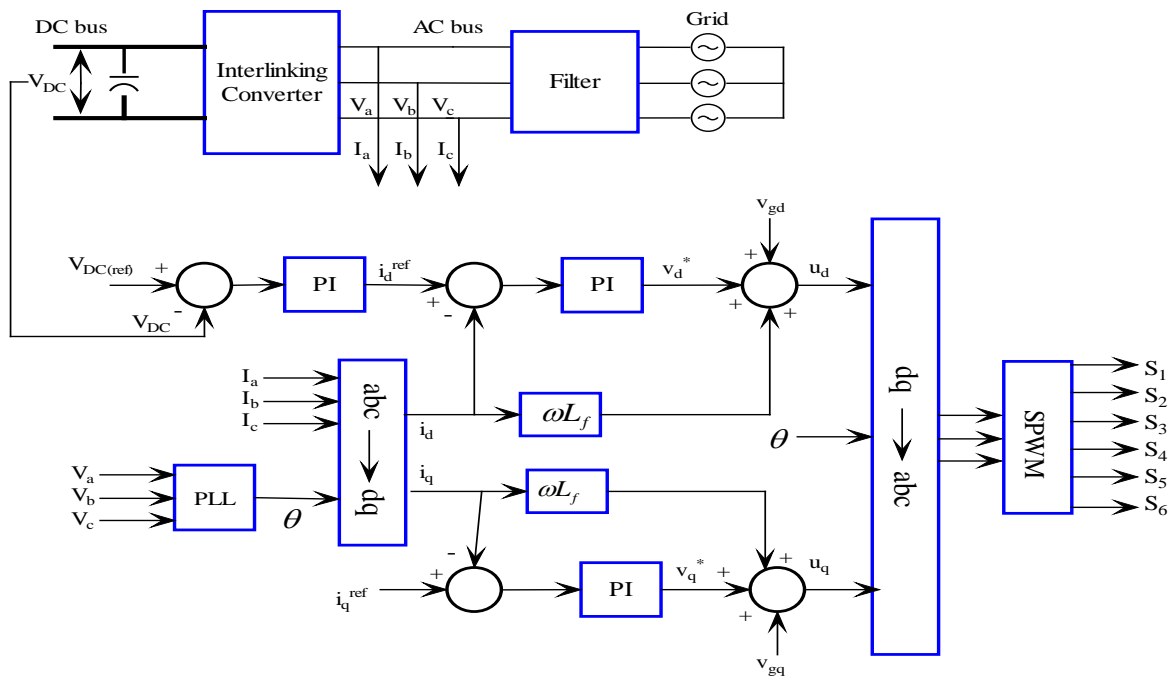 DC bus
AC bus
Grid
V_DC
Interlinking
Converter
Filter
V_a
V_b
V_c
I_a
I_b
I_c
v_gd
V_DC(ref)
+
-
V_DC
PI
i_d^ref
+
-
PI
v_d^*
+
+
+
u_d
I_a
I_b
I_c
abc
dq
i_d
ωL_f
θ
dq
abc
SPWM
S_1
S_2
S_3
S_4
S_5
S_6
V_a
V_b
V_c
PLL
θ
i_q
ωL_f
-
+
i_q^ref
PI
v_q^*
+
+
+
u_q
v_gq